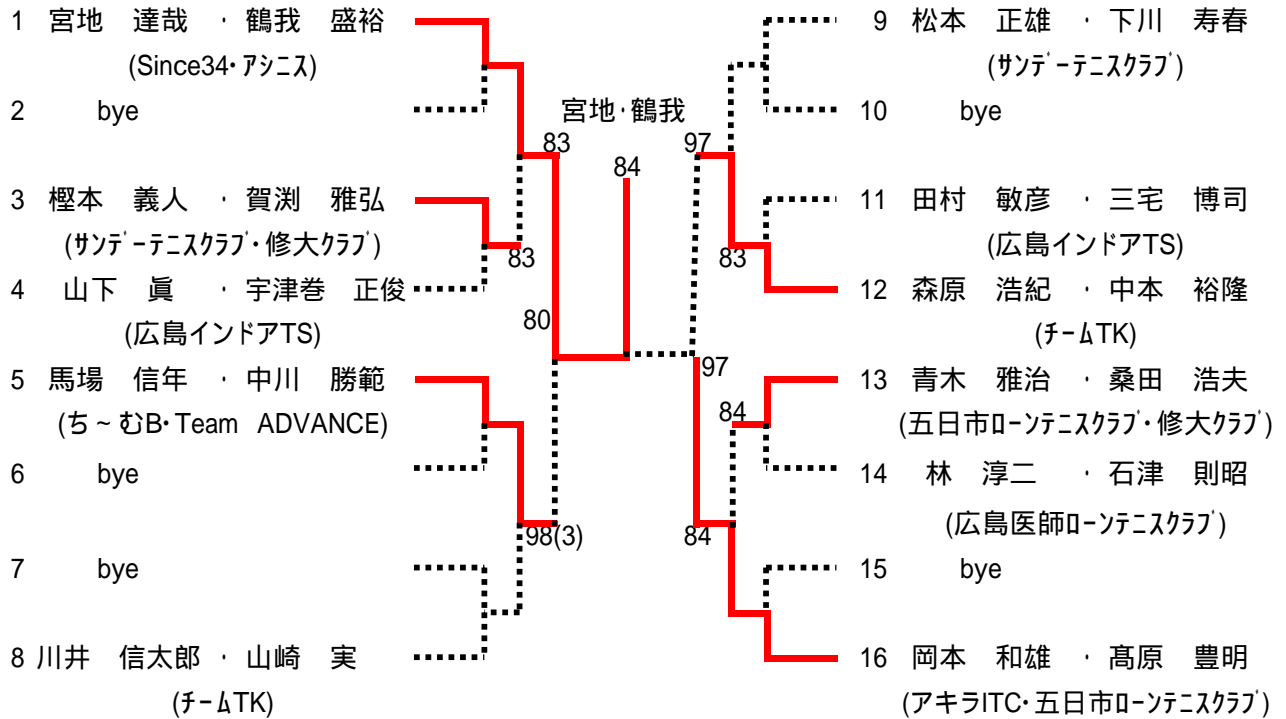 1 宮地 達哉 ・ 鶴我 盛裕
(Since34・アシニス)
2 bye
3 樫本 義人 ・ 賀渕 雅弘
(サンデーテニスクラブ・修大クラブ)
4 山下 眞 ・ 宇津巻 正俊
(広島インドアTS)
5 馬場 信年 ・ 中川 勝範
(ち～むB・Team ADVANCE)
6 bye
7 bye
8 川井 信太郎 ・ 山崎 実
(チームTK)
83
83
80
98(3)
宮地・鶴我
84
97
83
97
84
84
9 松本 正雄 ・ 下川 寿春
(サンデーテニスクラブ)
10 bye
11 田村 敏彦 ・ 三宅 博司
(広島インドアTS)
12 森原 浩紀 ・ 中本 裕隆
(チームTK)
13 青木 雅治 ・ 桑田 浩夫
(五日市ローンテニスクラブ・修大クラブ)
14 林 淳二 ・ 石津 則昭
(広島医師ローンテニスクラブ)
15 bye
16 岡本 和雄 ・ 髙原 豊明
(アキラITC・五日市ローンテニスクラブ)